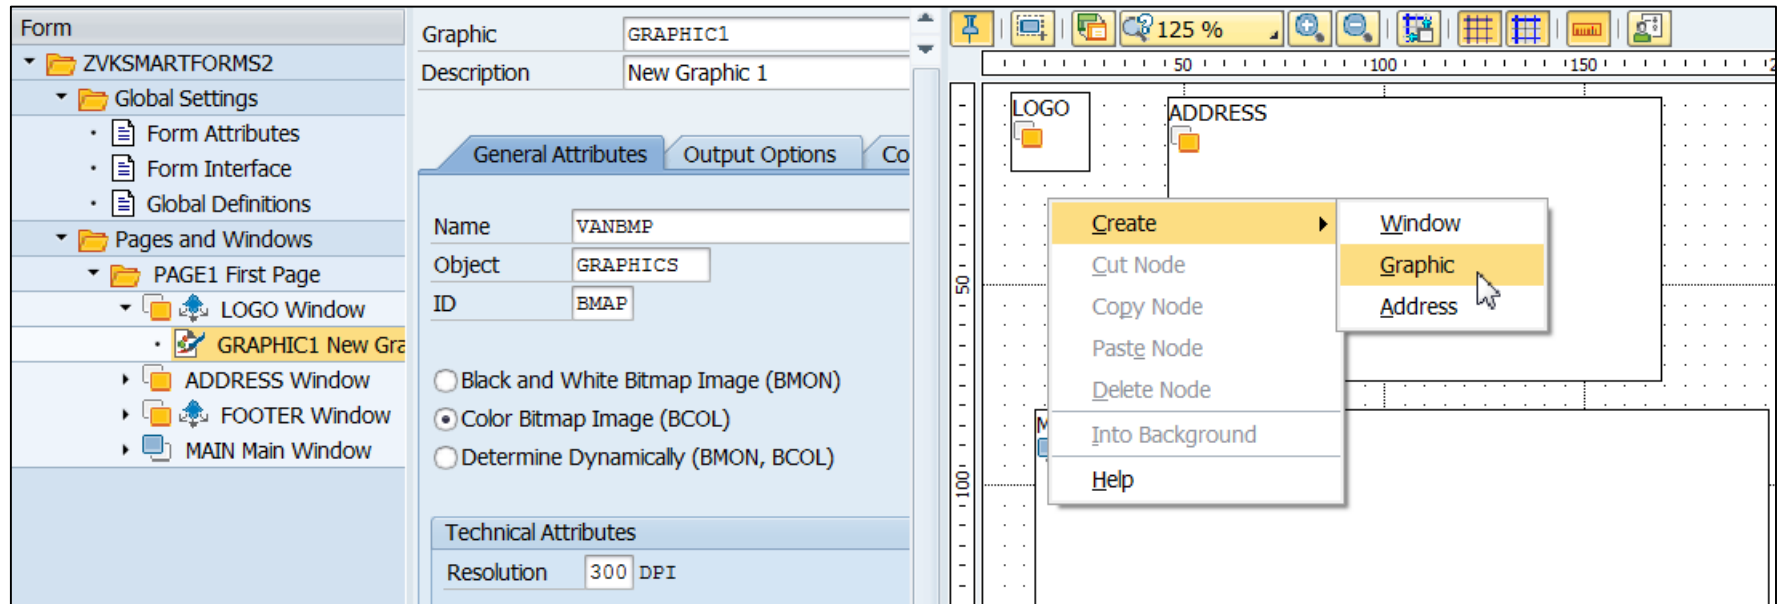 Form
ZVKSMARTFORMS2
Global Settings
Form Attributes
Form Interface
Global Definitions
Pages and Windows
PAGE1 First Page
LOGO Window
GRAPHIC1 New Gra
ADDRESS Window
FOOTER Window
MAIN Main Window
Graphic GRAPHIC1
Description New Graphic 1
General Attributes Output Options Co
Name VANBMP
Object GRAPHICS
ID BMAP
Black and White Bitmap Image (BMON)
Color Bitmap Image (BCOL)
Determine Dynamically (BMON, BCOL)
Technical Attributes
Resolution 300 DPI
125 %
50 100 150 2
LOGO ADDRESS
Create
Cut Node
Copy Node
Paste Node
Delete Node
Into Background
Help
Window
Graphic
Address
50
100
M